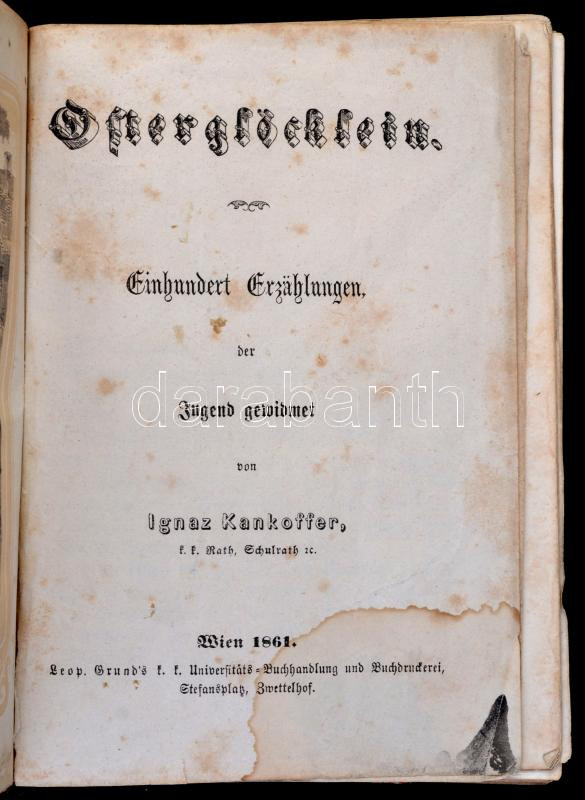 Osterglöcklein.
Einhundert Erzählungen,
der
Jugend gewidmet
darabanth
von
Ignaz Kankoffer,
k. k. Rath, Schulrath ꝛc.
Wien 1861.
Leop. Grund's k. k. Universitäts-Buchhandlung und Buchdruckerei,
Stefansplatz, Zwettelhof.